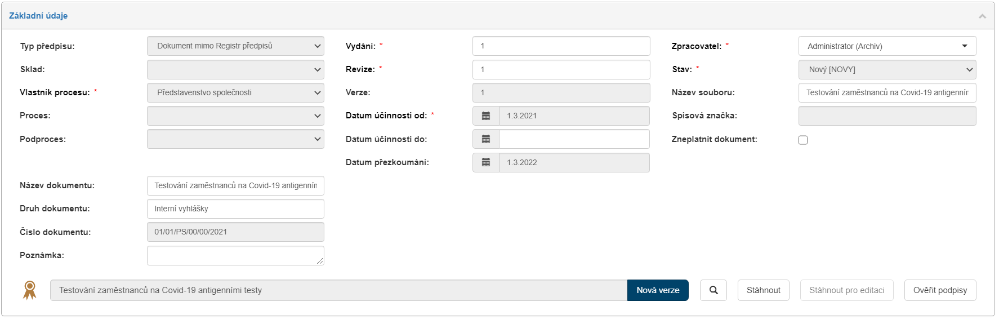 Základní údaje
Typ předpisu: Dokument mimo Registr předpisů Vydání: * 1 Zpracovatel: * Administrator (Archiv)
Sklad: Revize: * 1 Stav: * Nový [NOVY]
Vlastník procesu: * Představenstvo společnosti Verze: 1 Název souboru: Testování zaměstnanců na Covid-19 antigennír
Proces: Datum účinnosti od: * 1.3.2021 Spisová značka:
Podproces: Datum účinnosti do: Zneplatnit dokument:
Datum přezkoumání: 1.3.2022
Název dokumentu: Testování zaměstnanců na Covid-19 antigennín
Druh dokumentu: Interní vyhlášky
Číslo dokumentu: 01/01/PS/00/00/2021
Poznámka:
Testování zaměstnanců na Covid-19 antigenními testy Nová verze Stáhnout Stáhnout pro editaci Ověřit podpisy